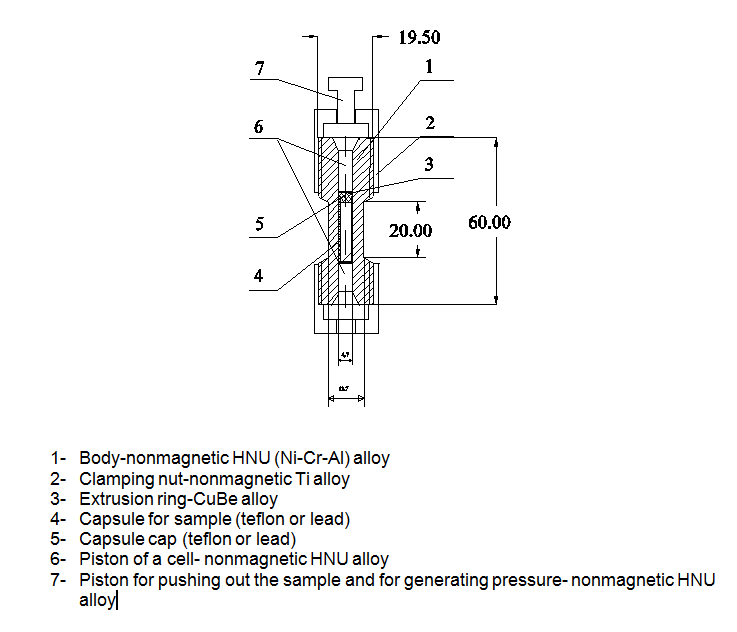 19.50
7
1
6
2
3
5
20.00
60.00
4
1- Body-nonmagnetic HNU (Ni-Cr-Al) alloy
2- Clamping nut-nonmagnetic Ti alloy
3- Extrusion ring-CuBe alloy
4- Capsule for sample (teflon or lead)
5- Capsule cap (teflon or lead)
6- Piston of a cell- nonmagnetic HNU alloy
7- Piston for pushing out the sample and for generating pressure- nonmagnetic HNU
alloy